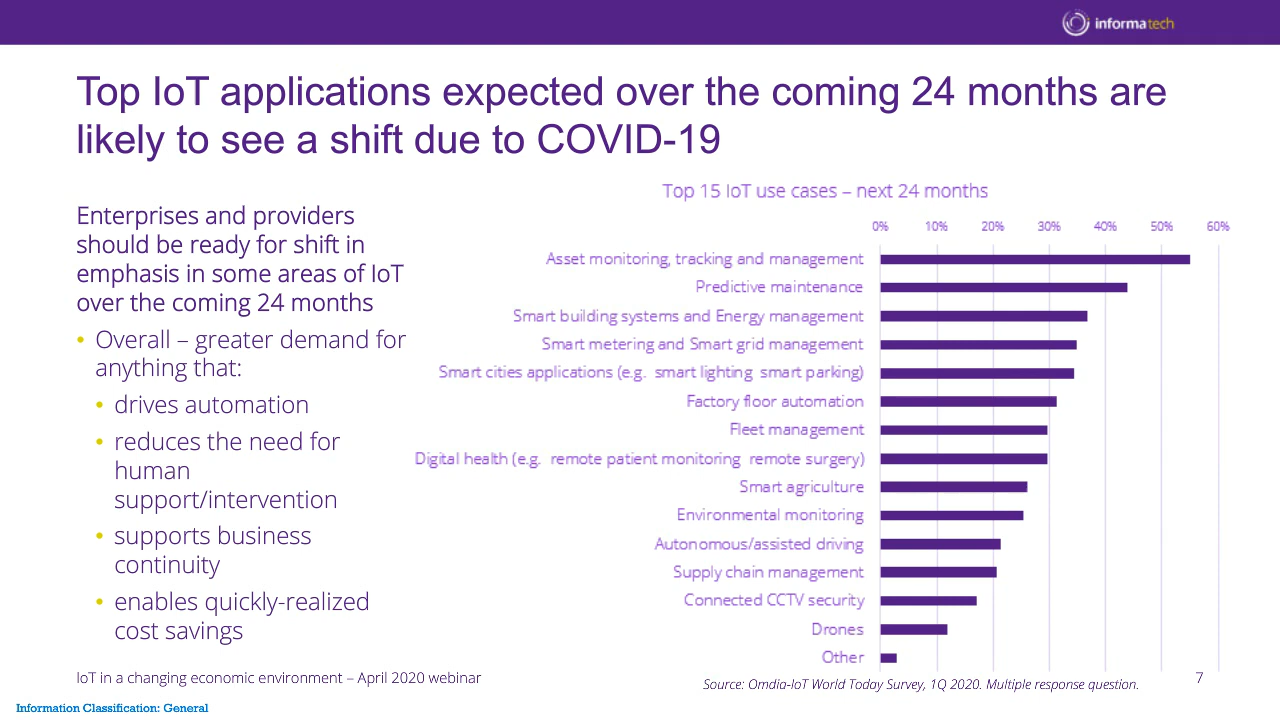 informa tech
Top IoT applications expected over the coming 24 months are
likely to see a shift due to COVID-19
Enterprises and providers
should be ready for shift in
emphasis in some areas of IoT
over the coming 24 months
• Overall – greater demand for
anything that:
• drives automation
• reduces the need for
human
support/intervention
• supports business
continuity
• enables quickly-realized
cost savings
Top 15 IoT use cases – next 24 months
0% 10% 20% 30% 40% 50% 60%
Asset monitoring, tracking and management
Predictive maintenance
Smart building systems and Energy management
Smart metering and Smart grid management
Smart cities applications (e.g. smart lighting smart parking)
Factory floor automation
Fleet management
Digital health (e.g. remote patient monitoring remote surgery)
Smart agriculture
Environmental monitoring
Autonomous/assisted driving
Supply chain management
Connected CCTV security
Drones
Other
IoT in a changing economic environment – April 2020 webinar
Source: Omdia-IoT World Today Survey, 1Q 2020. Multiple response question.
7
Information Classification: General